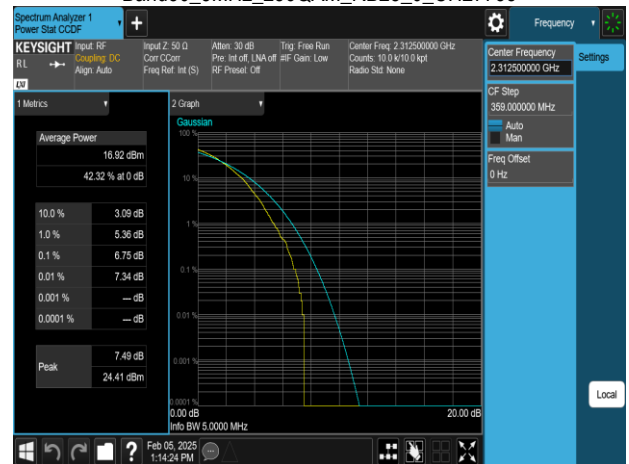 Spectrum Analyzer 1
Power Stat CCDF
+
Frequency
KEYSIGHT
RL
LXI
Input: RF
Coupling: DC
Align: Auto
Input Z: 50 Ω
Corr CCorr
Freq Ref: Int (S)
Atten: 30 dB
Pre: Int off, LNA off
RF Preset: Off
Trig: Free Run
#IF Gain: Low
Center Freq: 2.312500000 GHz
Counts: 10.0 k/10.0 kpt
Radio Std: None
Center Frequency
2.312500000 GHz
Settings
CF Step
359.000000 MHz
Auto
Man
Freq Offset
0 Hz
1 Metrics
Average Power
16.92 dBm
42.32 % at 0 dB
10.0 % 3.09 dB
1.0 % 5.36 dB
0.1 % 6.75 dB
0.01 % 7.34 dB
0.001 % --- dB
0.0001 % --- dB
Peak
7.49 dB
24.41 dBm
2 Graph
Gaussian
100 %
10 %
1 %
0.1 %
0.01 %
0.001 %
0.0001 %
0.00 dB 20.00 dB
Info BW 5.0000 MHz
Local
?
Feb 05, 2025
1:14:24 PM